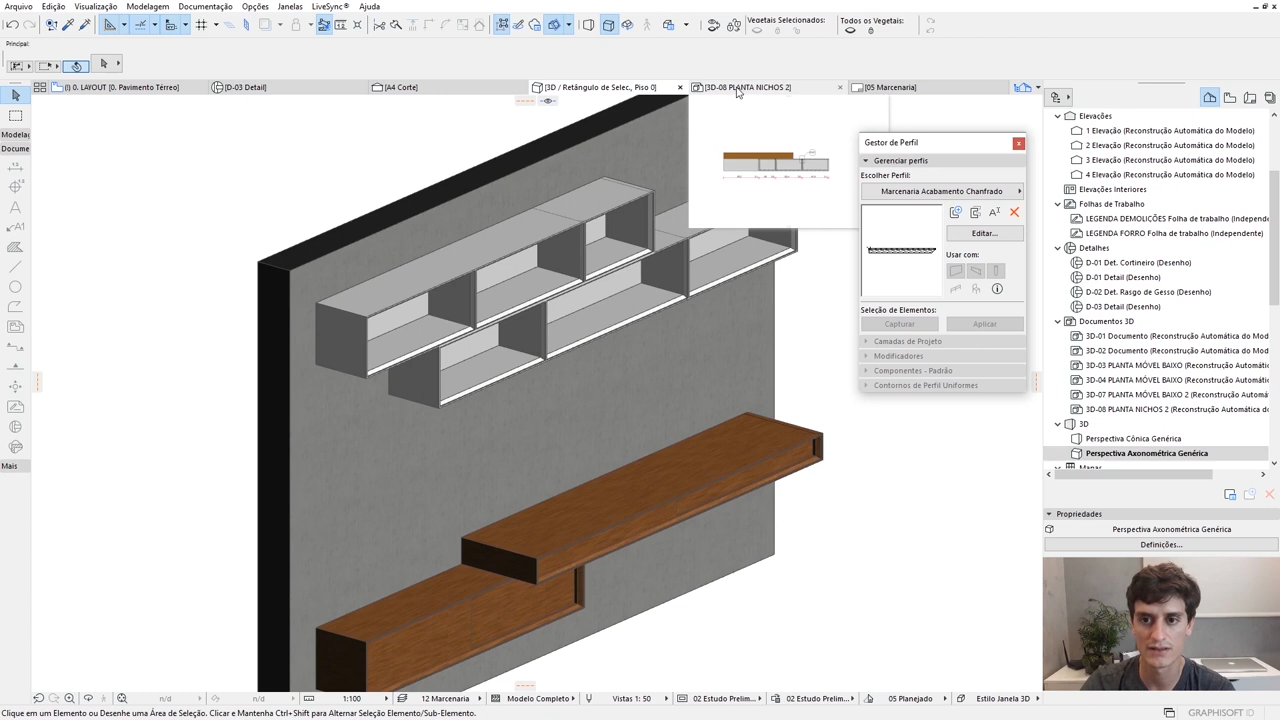 Arquivo Edição Visualização Modelagem Documentação Opções Janelas LiveSync® Ajuda
Vegetais Selecionados:
Todos os Vegetais:
Principal:
(I) 0. LAYOUT [0. Pavimento Térreo]
[D-03 Detail]
[A4 Corte]
[3D / Retângulo de Selec., Piso 0]
[3D-08 PLANTA NICHOS 2]
[05 Marcenaria]
Modelag
Docume
Mais
Gestor de Perfil
Gerenciar perfis
Escolher Perfil:
Marcenaria Acabamento Chanfrado
Editar...
Usar com:
Seleção de Elementos:
Capturar
Aplicar
Camadas de Projeto
Modificadores
Componentes - Padrão
Contornos de Perfil Uniformes
Elevações
1 Elevação (Reconstrução Automática do Modelo)
2 Elevação (Reconstrução Automática do Modelo)
3 Elevação (Reconstrução Automática do Modelo)
4 Elevação (Reconstrução Automática do Modelo)
Elevações Interiores
Folhas de Trabalho
LEGENDA DEMOLIÇÕES Folha de trabalho (Independe
LEGENDA FORRO Folha de trabalho (Independente)
Detalhes
D-01 Det. Cortineiro (Desenho)
D-01 Detail (Desenho)
D-02 Det. Rasgo de Gesso (Desenho)
D-03 Detail (Desenho)
Documentos 3D
3D-01 Documento (Reconstrução Automática do Mod
3D-02 Documento (Reconstrução Automática do Mod
3D-03 PLANTA MÓVEL BAIXO (Reconstrução Automátic
3D-04 PLANTA MÓVEL BAIXO (Reconstrução Automátic
3D-07 PLANTA MÓVEL BAIXO 2 (Reconstrução Automát
3D-08 PLANTA NICHOS 2 (Reconstrução Automática do
3D
Perspectiva Cônica Genérica
Perspectiva Axonométrica Genérica
Propriedades
Perspectiva Axonométrica Genérica
Definições...
n/d
n/d
1:100
12 Marcenaria
Modelo Completo
Vistas 1: 50
02 Estudo Prelim...
02 Estudo Prelim...
05 Planejado
Estilo Janela 3D
Clique em um Elemento ou Desenhe uma Área de Seleção. Clicar e Mantenha Ctrl+Shift para Alternar Seleção Elemento/Sub-Elemento.
GRAPHISOFT ID